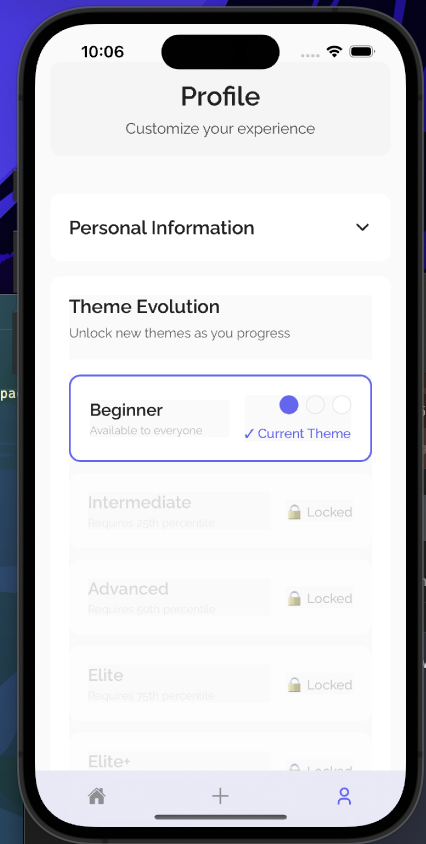 10:06
Profile
Customize your experience
Personal Information
Theme Evolution
Unlock new themes as you progress
Beginner
Available to everyone
✓ Current Theme
Intermediate
Requires 25th percentile
Locked
Advanced
Requires 50th percentile
Locked
Elite
Requires 75th percentile
Locked
Elite+
Locked
pa